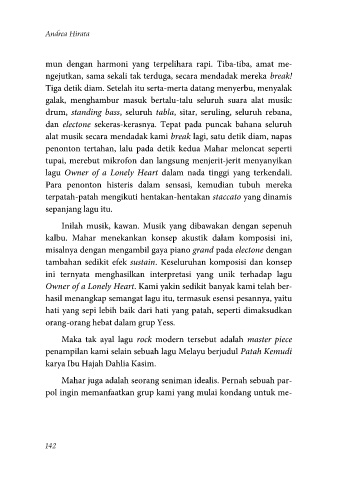 Andrea Hirata
mun dengan harmoni yang terpelihara rapi. Tiba-tiba, amat me-
ngejutkan, sama sekali tak terduga, secara mendadak mereka break!
Tiga detik diam. Setelah itu serta-merta datang menyerbu, menyalak
galak, menghambur masuk bertalu-talu seluruh suara alat musik:
drum, standing bass, seluruh tabla, sitar, seruling, seluruh rebana,
dan electone sekeras-kerasnya. Tepat pada puncak bahana seluruh
alat musik secara mendadak kami break lagi, satu detik diam, napas
penonton tertahan, lalu pada detik kedua Mahar meloncat seperti
tupai, merebut mikrofon dan langsung menjerit-jerit menyanyikan
lagu Owner of a Lonely Heart dalam nada tinggi yang terkendali.
Para penonton histeris dalam sensasi, kemudian tubuh mereka
terpatah-patah mengikuti hentakan-hentakan staccato yang dinamis
sepanjang lagu itu.
Inilah musik, kawan. Musik yang dibawakan dengan sepenuh
kalbu. Mahar menekankan konsep akustik dalam komposisi ini,
misalnya dengan mengambil gaya piano grand pada electone dengan
tambahan sedikit efek sustain. Keseluruhan komposisi dan konsep
ini ternyata menghasilkan interpretasi yang unik terhadap lagu
Owner of a Lonely Heart. Kami yakin sedikit banyak kami telah ber-
hasil menangkap semangat lagu itu, termasuk esensi pesannya, yaitu
hati yang sepi lebih baik dari hati yang patah, seperti dimaksudkan
orang-orang hebat dalam grup Yess.
Maka tak ayal lagu rock modern tersebut adalah master piece
penampilan kami selain sebuah lagu Melayu berjudul Patah Kemudi
karya Ibu Hajah Dahlia Kasim.
Mahar juga adalah seorang seniman idealis. Pernah sebuah par-
pol ingin memanfaatkan grup kami yang mulai kondang untuk me-
142